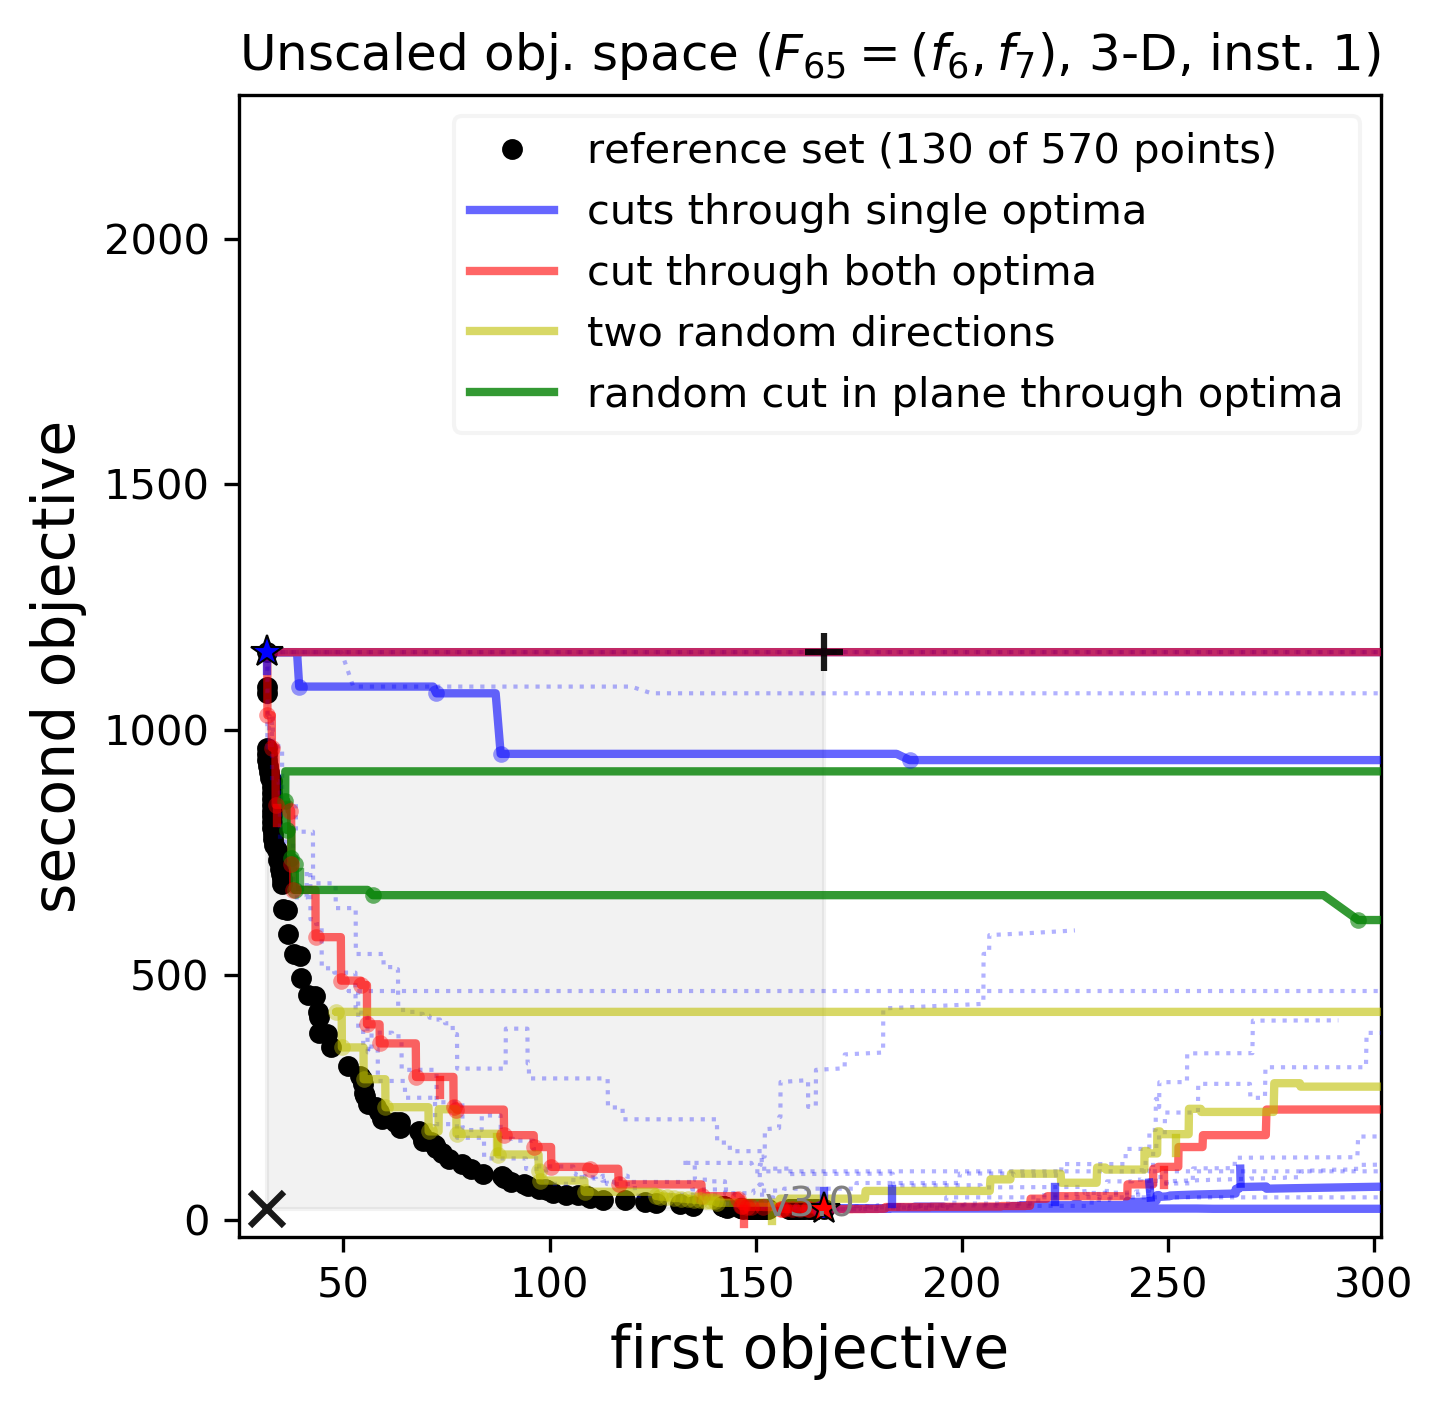 Unscaled obj. space (F65 = (f6, f7), 3-D, inst. 1)
reference set (130 of 570 points)
cuts through single optima
cut through both optima
two random directions
random cut in plane through optima
second objective
2000
1500
1000
500
0
v3.0
50 100 150 200 250 300
first objective